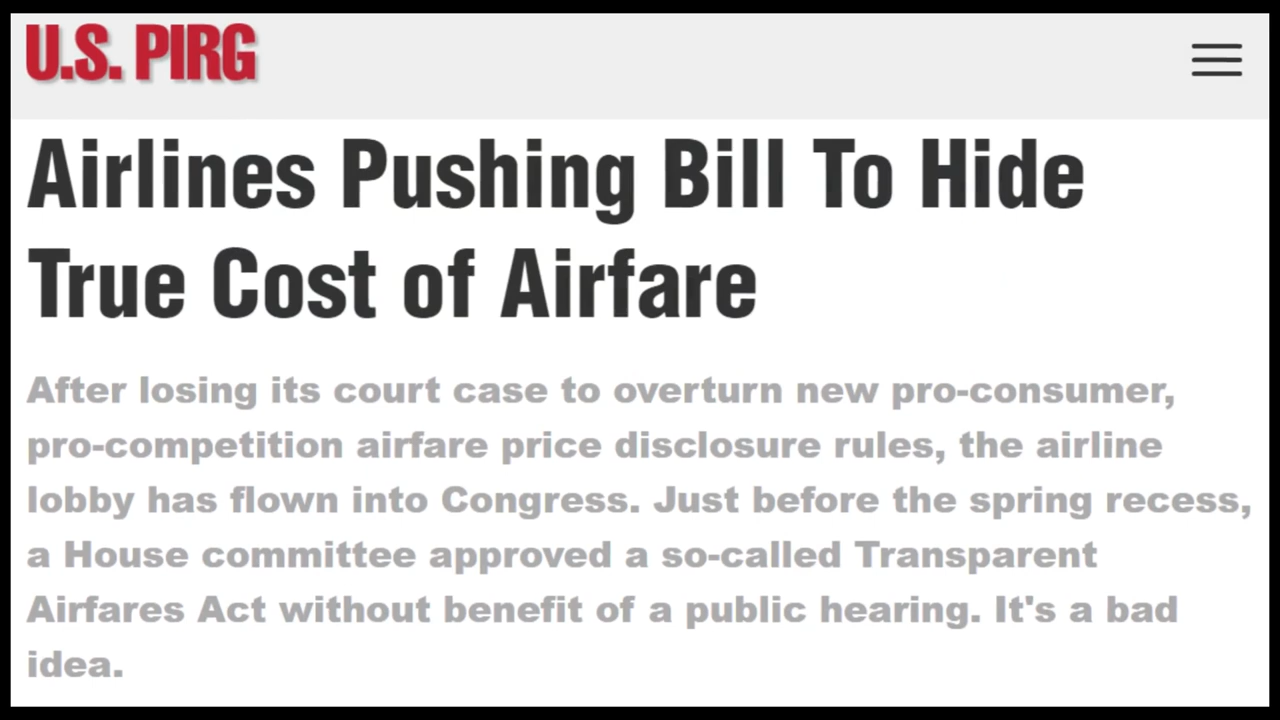 U.S. PIRG
Airlines Pushing Bill To Hide
True Cost of Airfare
After losing its court case to overturn new pro-consumer,
pro-competition airfare price disclosure rules, the airline
lobby has flown into Congress. Just before the spring recess,
a House committee approved a so-called Transparent
Airfares Act without benefit of a public hearing. It's a bad
idea.